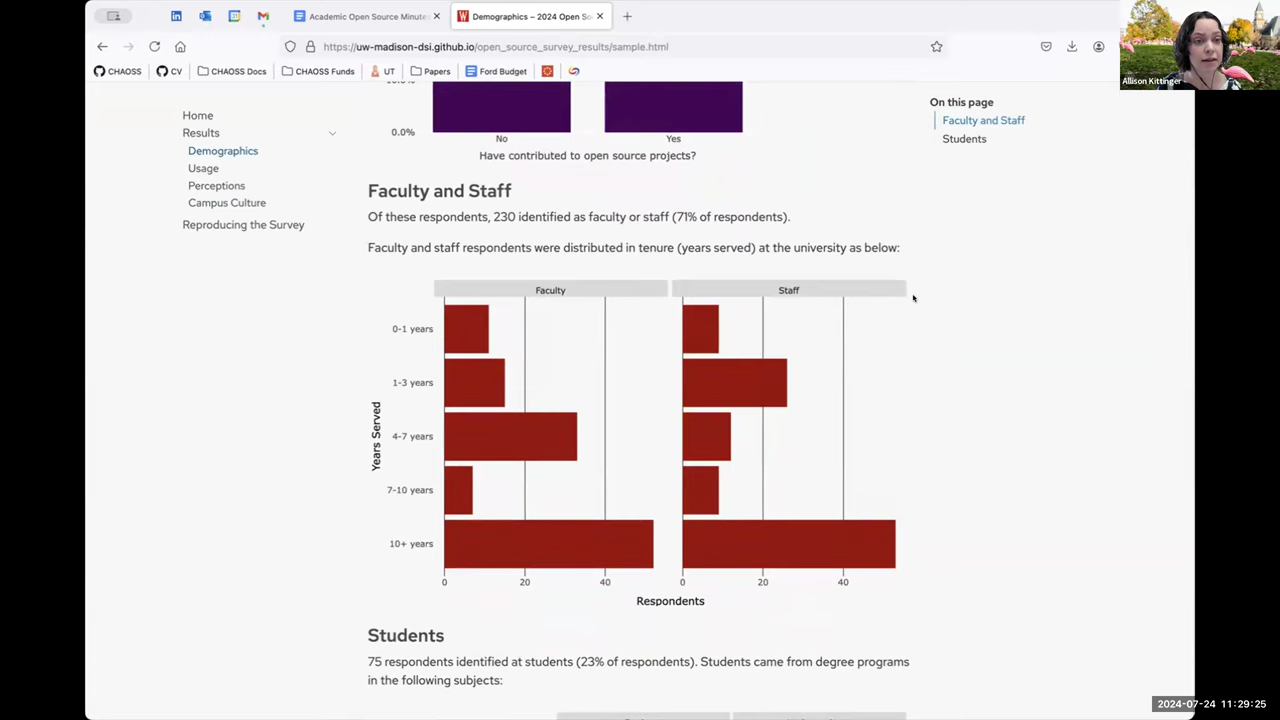 Academic Open Source Minutes
Demographics – 2024 Open So
https://uw-madison-dsi.github.io/open_source_survey_results/sample.html
CHAOSS
CV
CHAOSS Docs
CHAOSS Funds
UT
Papers
Ford Budget
Allison Kittinger
Home
Results
Demographics
Usage
Perceptions
Campus Culture
Reproducing the Survey
On this page
Faculty and Staff
Students
0.0%
No
Yes
Have contributed to open source projects?
Faculty and Staff
Of these respondents, 230 identified as faculty or staff (71% of respondents).
Faculty and staff respondents were distributed in tenure (years served) at the university as below:
Faculty
Staff
Years Served
0-1 years
1-3 years
4-7 years
7-10 years
10+ years
0
20
40
0
20
40
Respondents
Students
75 respondents identified at students (23% of respondents). Students came from degree programs
in the following subjects:
2024-07-24 11:29:25